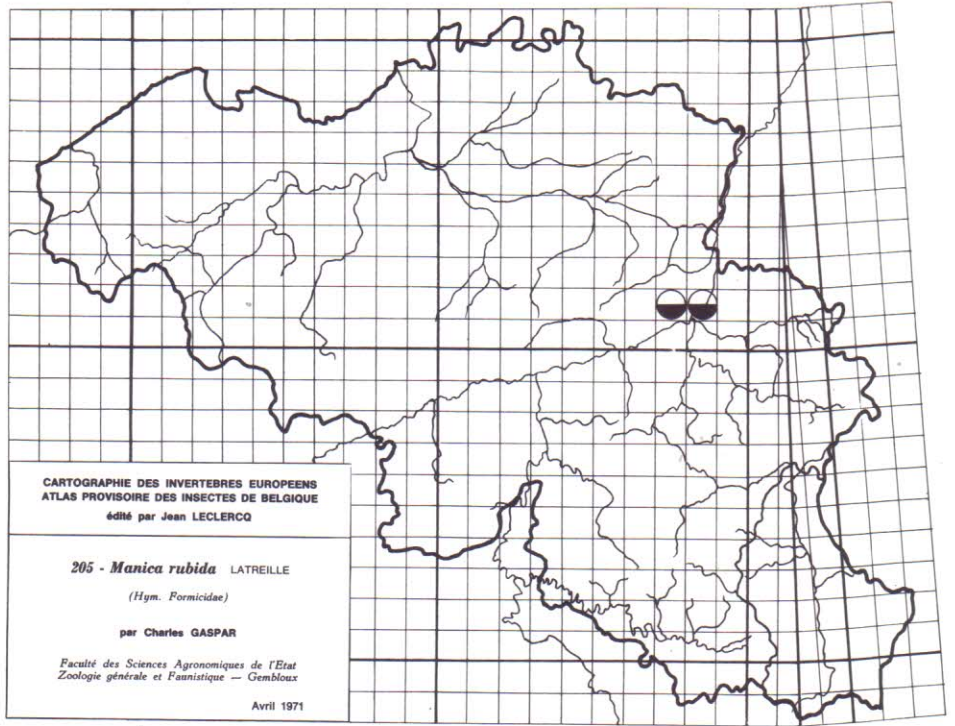 CARTOGRAPHIE DES INVERTEBRES EUROPEENS
ATLAS PROVISOIRE DES INSECTES DE BELGIQUE
édité par Jean LECLERCQ
205 - Manica rubida LATREILLE
(Hym. Formicidae)
par Charles GASPAR
Faculté des Sciences Agronomiques de l'Etat
Zoologie générale et Faunistique — Gembloux
Avril 1971